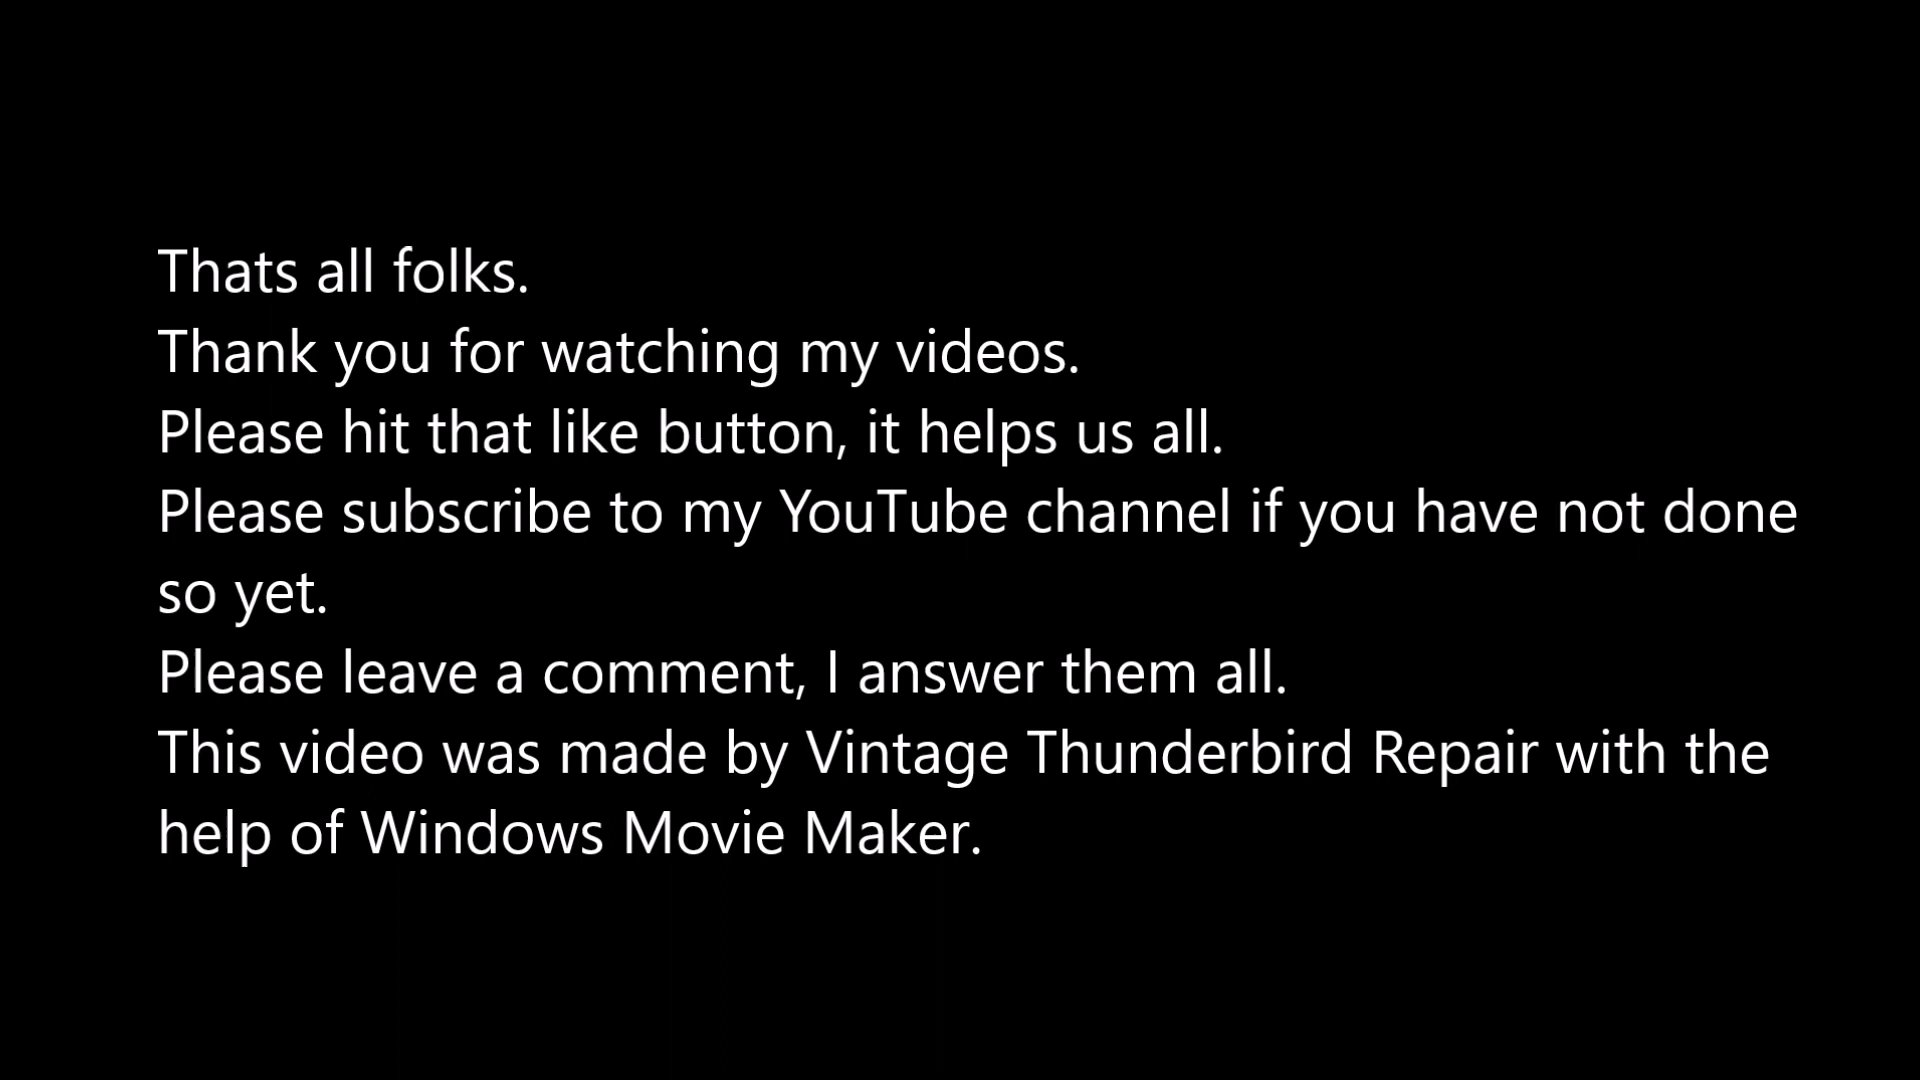 Thats all folks.
Thank you for watching my videos.
Please hit that like button, it helps us all.
Please subscribe to my YouTube channel if you have not done
so yet.
Please leave a comment, I answer them all.
This video was made by Vintage Thunderbird Repair with the
help of Windows Movie Maker.